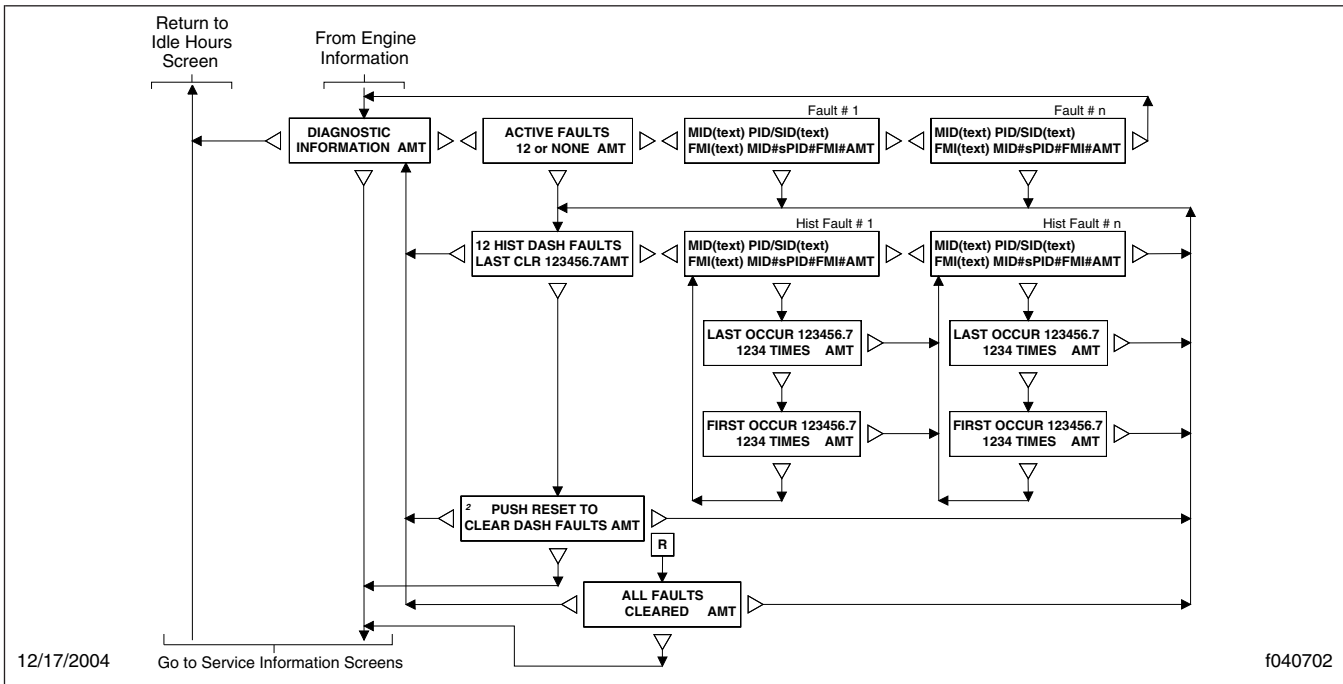 Return to
Idle Hours
Screen
From Engine
Information
Fault # 1
Fault # n
DIAGNOSTIC
INFORMATION AMT
ACTIVE FAULTS
12 or NONE AMT
MID(text) PID/SID(text)
FMI(text) MID#sPID#FMI#AMT
MID(text) PID/SID(text)
FMI(text) MID#sPID#FMI#AMT
Hist Fault # 1
Hist Fault # n
12 HIST DASH FAULTS
LAST CLR 123456.7AMT
MID(text) PID/SID(text)
FMI(text) MID#sPID#FMI#AMT
MID(text) PID/SID(text)
FMI(text) MID#sPID#FMI#AMT
LAST OCCUR 123456.7
1234 TIMES AMT
LAST OCCUR 123456.7
1234 TIMES AMT
FIRST OCCUR 123456.7
1234 TIMES AMT
FIRST OCCUR 123456.7
1234 TIMES AMT
2 PUSH RESET TO
CLEAR DASH FAULTS AMT
R
ALL FAULTS
CLEARED AMT
12/17/2004
Go to Service Information Screens
f040702